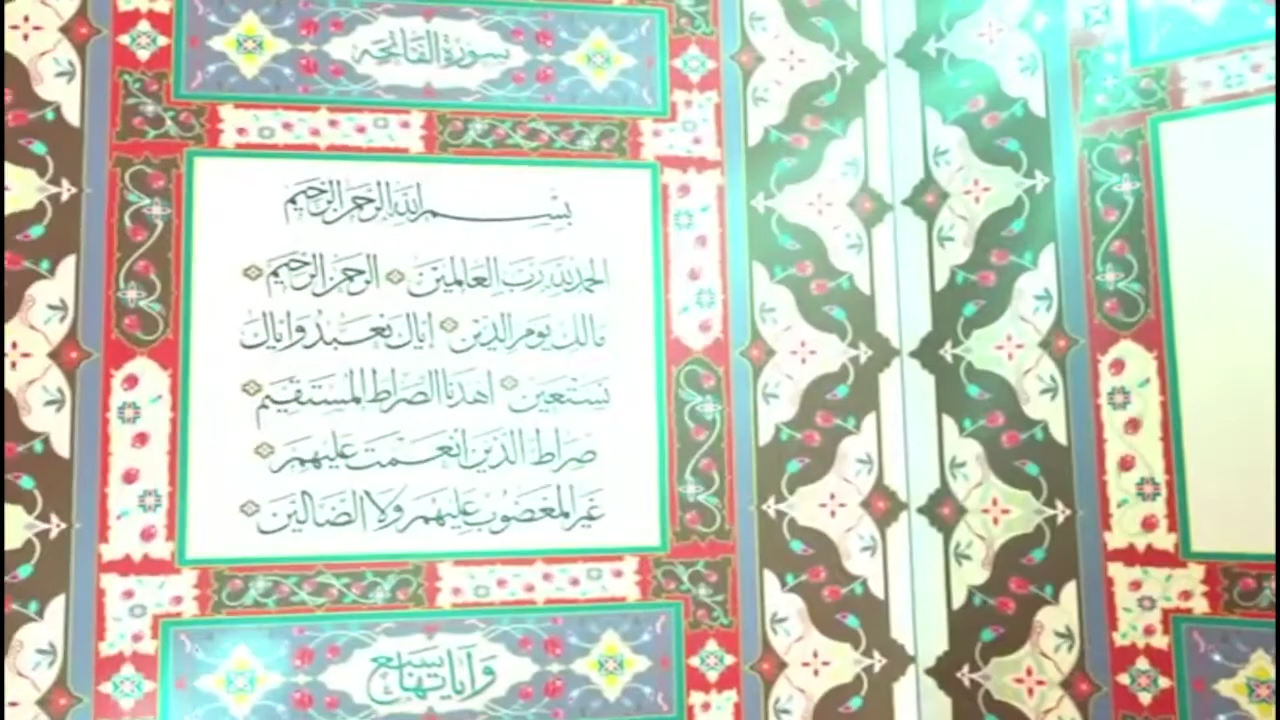 سورة الفاتحة
بسم الله الرحمن الرحيم
الحمد لله رب العالمين الرحمن الرحيم
مالك يوم الدين إياك نعبد وإياك
نستعين اهدنا الصراط المستقيم
صراط الذين أنعمت عليهم
غير المغضوب عليهم ولا الضالين
وآياتها سبع